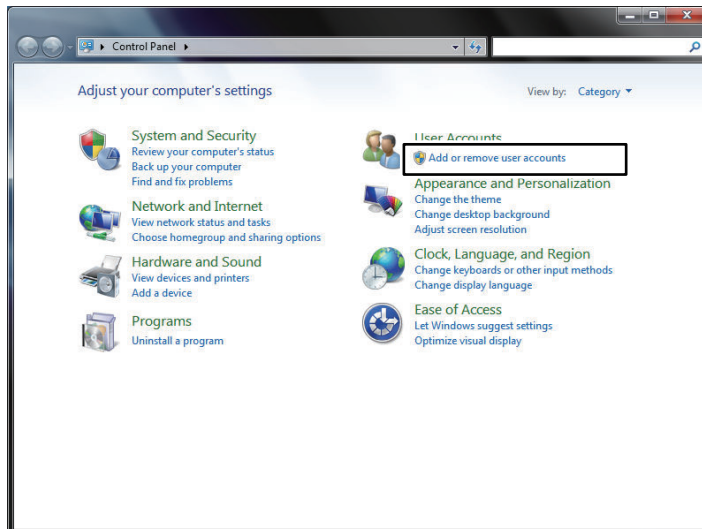 Control Panel
Adjust your computer's settings
View by: Category
System and Security
Review your computer's status
Back up your computer
Find and fix problems
Network and Internet
View network status and tasks
Choose homegroup and sharing options
Hardware and Sound
View devices and printers
Add a device
Programs
Uninstall a program
User Accounts
Add or remove user accounts
Appearance and Personalization
Change the theme
Change desktop background
Adjust screen resolution
Clock, Language, and Region
Change keyboards or other input methods
Change display language
Ease of Access
Let Windows suggest settings
Optimize visual display